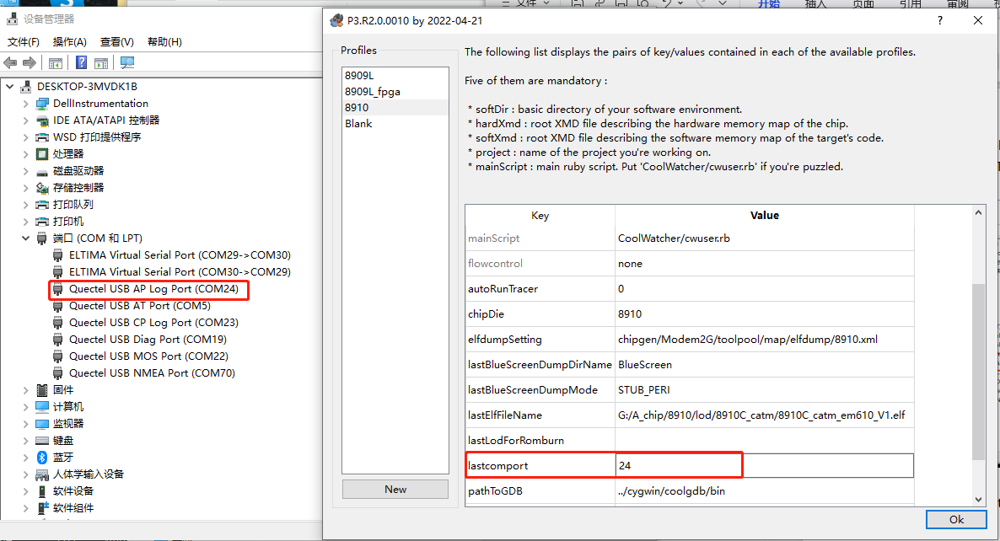 文件
开始
插入
页面
引用
审阅
设备管理器
文件(F) 操作(A) 查看(V) 帮助(H)
DESKTOP-3MVDK1B
DellInstrumentation
IDE ATA/ATAPI 控制器
WSD 打印提供程序
处理器
磁盘驱动器
存储控制器
打印队列
打印机
端口 (COM 和 LPT)
ELTIMA Virtual Serial Port (COM29->COM30)
ELTIMA Virtual Serial Port (COM30->COM29)
Quectel USB AP Log Port (COM24)
Quectel USB AT Port (COM5)
Quectel USB CP Log Port (COM23)
Quectel USB Diag Port (COM19)
Quectel USB MOS Port (COM22)
Quectel USB NMEA Port (COM70)
固件
计算机
监视器
键盘
蓝牙
人体学输入设备
软件设备
软件组件
P3.R2.0.0010 by 2022-04-21
?
Profiles
8909L
8909L_fpga
8910
Blank
New
The following list displays the pairs of key/values contained in each of the available profiles.
Five of them are mandatory :
* softDir : basic directory of your software environment.
* hardXmd : root XMD file describing the hardware memory map of the chip.
* softXmd : root XMD file describing the software memory map of the target's code.
* project : name of the project you're working on.
* mainScript : main ruby script. Put 'CoolWatcher/cwuser.rb' if you're puzzled.
Key Value
mainScript CoolWatcher/cwuser.rb
flowcontrol none
autoRunTracer 0
chipDie 8910
elfdumpSetting chipgen/Modem2G/toolpool/map/elfdump/8910.xml
lastBlueScreenDumpDirName BlueScreen
lastBlueScreenDumpMode STUB_PERI
lastElfFileName G:/A_chip/8910/lod/8910C_catm/8910C_catm_em610_V1.elf
lastLodForRomburn
lastcomport 24
pathToGDB ../cygwin/coolgdb/bin
Ok